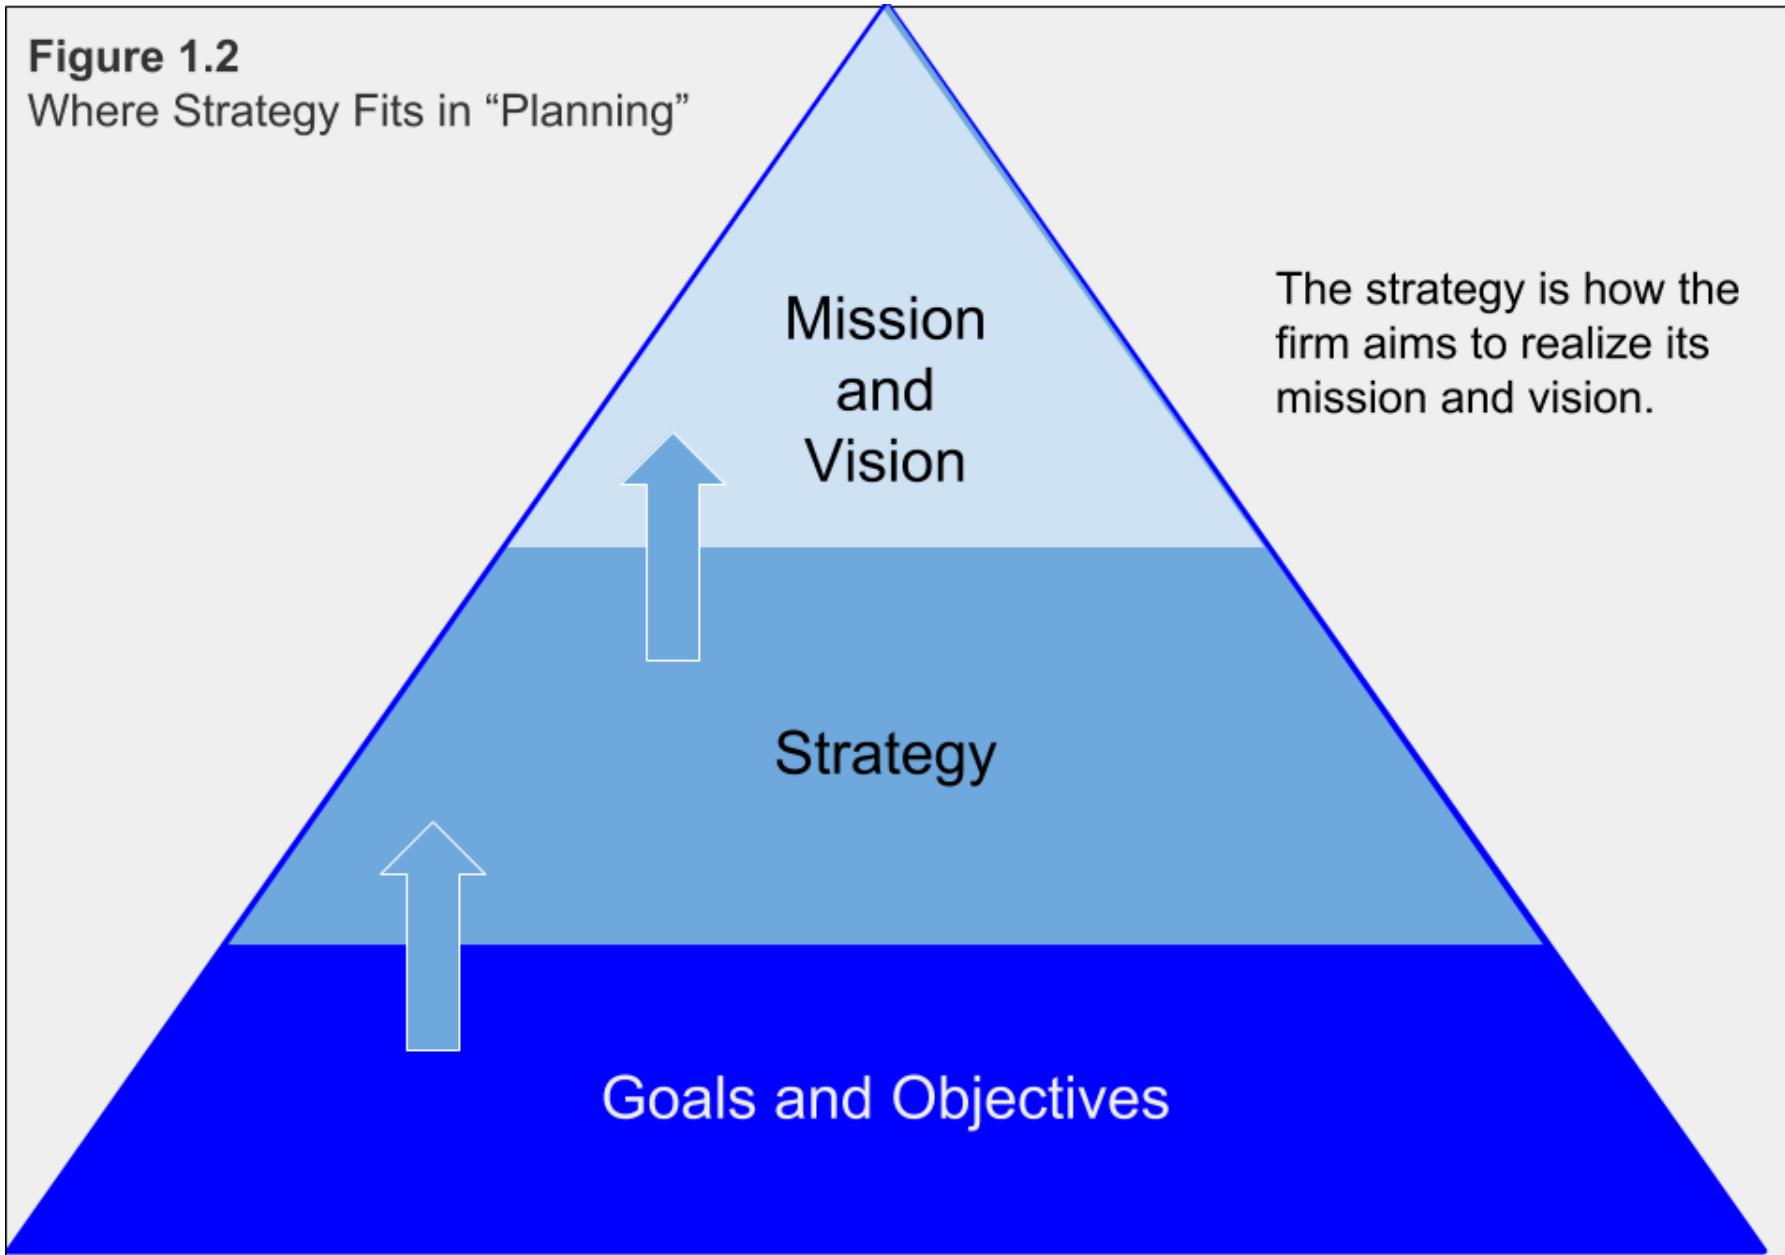 Figure 1.2
Where Strategy Fits in “Planning”
The strategy is how the
firm aims to realize its
mission and vision.
Mission
and
Vision
Strategy
Goals and Objectives